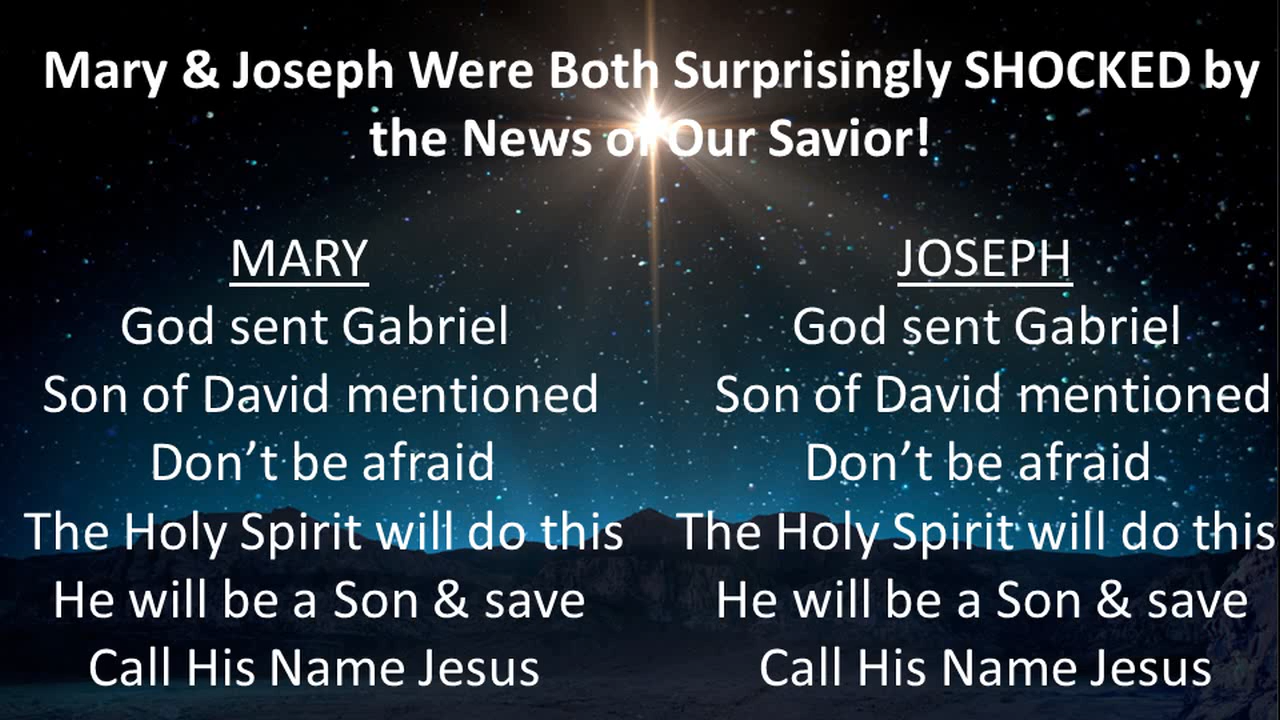 Mary & Joseph Were Both Surprisingly SHOCKED by
the News of Our Savior!
MARY
God sent Gabriel
Son of David mentioned
Don’t be afraid
The Holy Spirit will do this
He will be a Son & save
Call His Name Jesus
JOSEPH
God sent Gabriel
Son of David mentioned
Don’t be afraid
The Holy Spirit will do this
He will be a Son & save
Call His Name Jesus